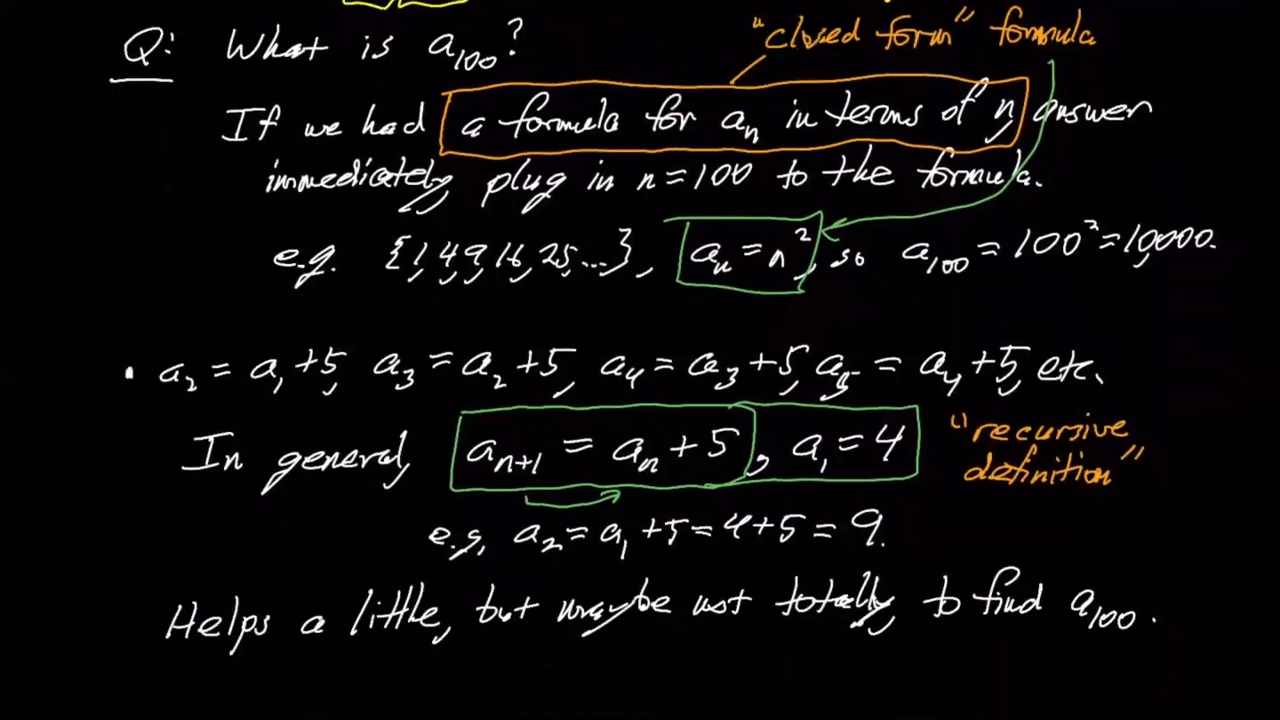 "closed form" formula
Q: What is a₁₀₀?
If we had a formula for aₙ in terms of n, answer
immediately, plug in n=100 to the formula.
e.g. {1,4,9,16,25,...}, aₙ = n², so a₁₀₀ = 100² = 10,000.
• a₂ = a₁+5, a₃ = a₂+5, a₄ = a₃+5, a₅ = a₄+5, etc.
In general, aₙ₊₁ = aₙ+5, a₁=4 "recursive
definition"
e.g. a₂ = a₁+5 = 4+5 = 9.
Helps a little, but maybe not totally to find a₁₀₀.